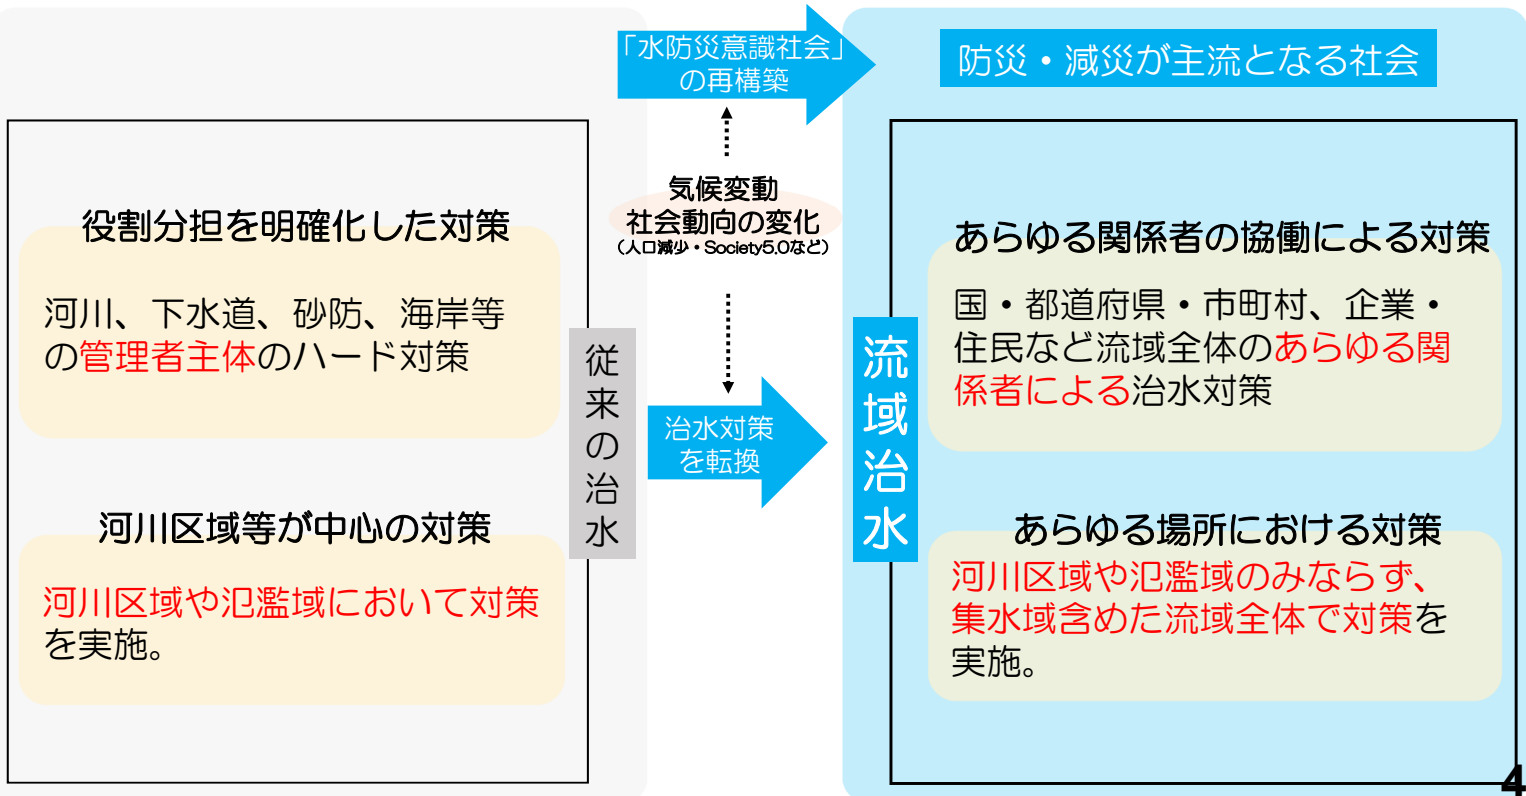 「水防災意識社会」
の再構築
防災・減災が主流となる社会
気候変動
社会動向の変化
(人口減少・Society5.0など)
役割分担を明確化した対策
河川、下水道、砂防、海岸等
の管理者主体のハード対策
河川区域等が中心の対策
河川区域や氾濫域において対策
を実施。
従来の治水
治水対策
を転換
流域治水
あらゆる関係者の協働による対策
国・都道府県・市町村、企業・
住民など流域全体のあらゆる関
係者による治水対策
あらゆる場所における対策
河川区域や氾濫域のみならず、
集水域含めた流域全体で対策を
実施。
4